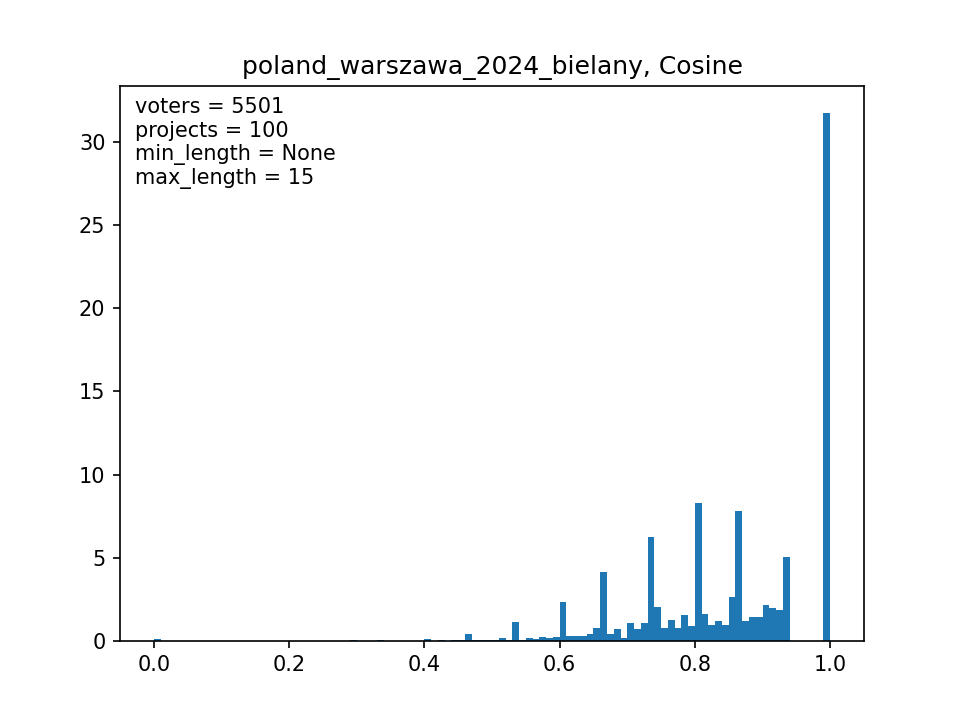 poland_warszawa_2024_bielany, Cosine
voters = 5501
projects = 100
min_length = None
max_length = 15
30
25
20
15
10
5
0
0.0 0.2 0.4 0.6 0.8 1.0